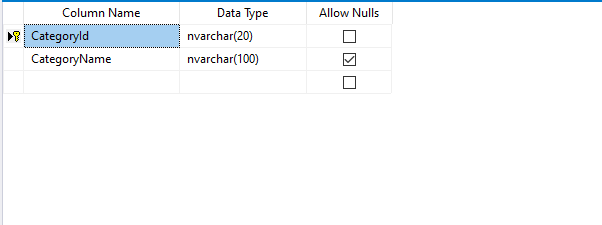 Column Name Data Type Allow Nulls
CategoryId nvarchar(20)
CategoryName nvarchar(100)